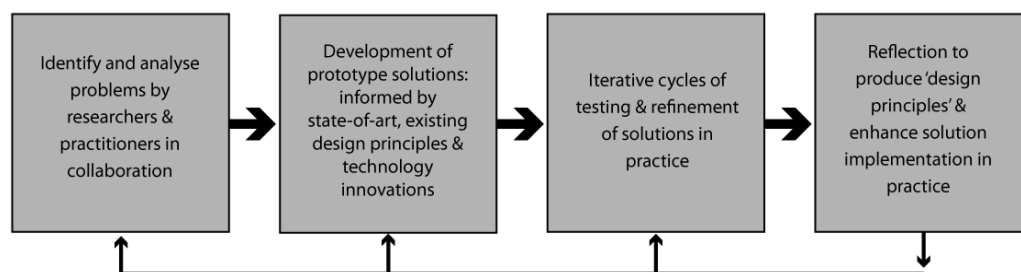 Identify and analyse
problems by
researchers &
practitioners in
collaboration
Development of
prototype solutions:
informed by
state-of-art, existing
design principles &
technology
innovations
Iterative cycles of
testing & refinement
of solutions in
practice
Reflection to
produce ‘design
principles’ &
enhance solution
implementation in
practice